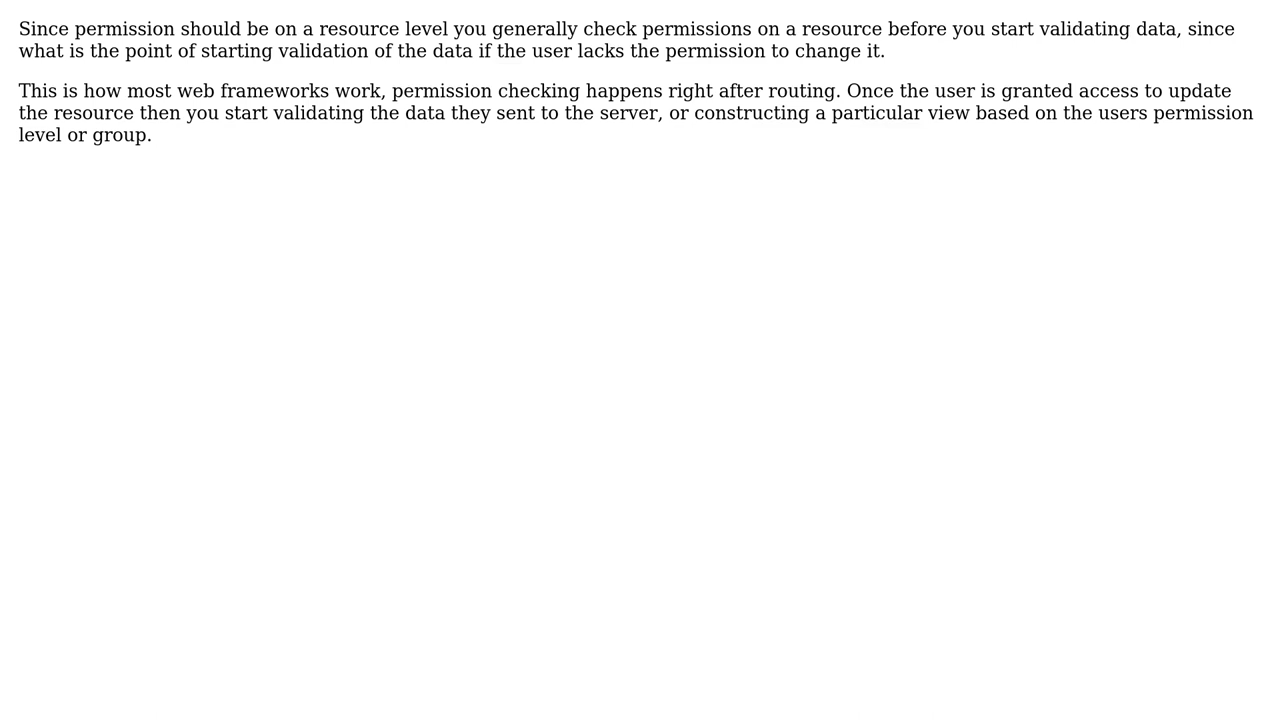 Since permission should be on a resource level you generally check permissions on a resource before you start validating data, since
what is the point of starting validation of the data if the user lacks the permission to change it.
This is how most web frameworks work, permission checking happens right after routing. Once the user is granted access to update
the resource then you start validating the data they sent to the server, or constructing a particular view based on the users permission
level or group.